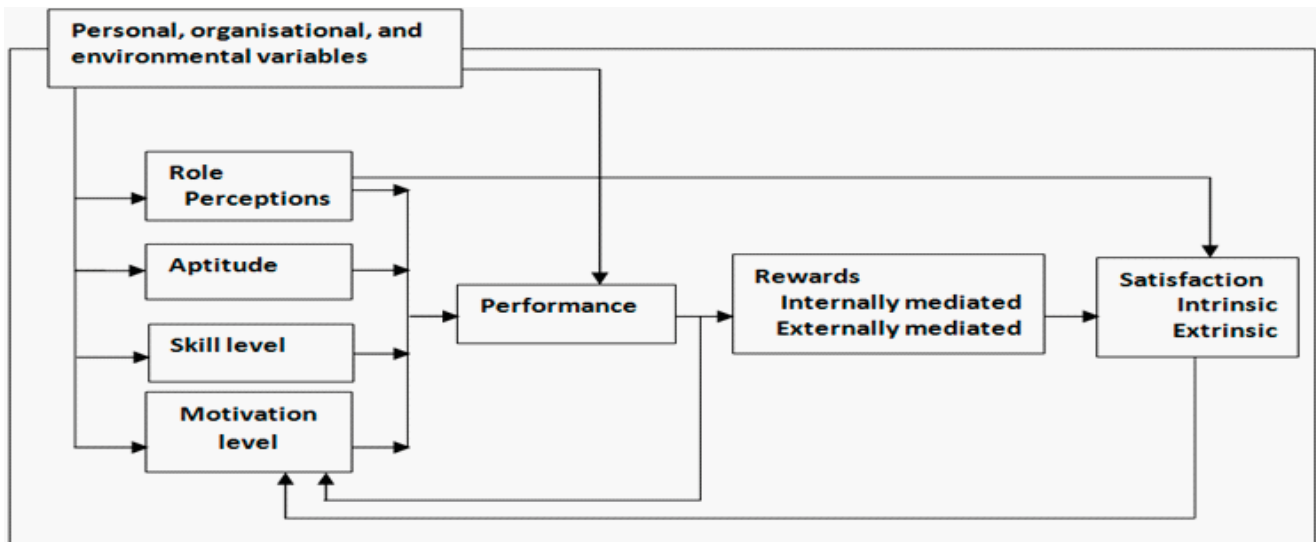 Personal, organisational, and
environmental variables
Role
Perceptions
Aptitude
Skill level
Motivation
level
Performance
Rewards
Internally mediated
Externally mediated
Satisfaction
Intrinsic
Extrinsic